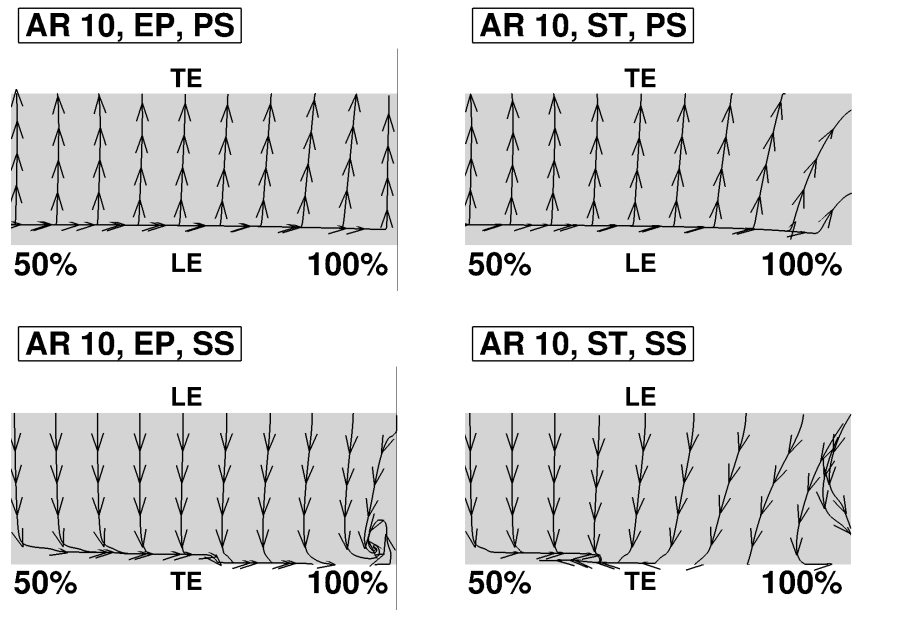 AR 10, EP, PS
TE
50% LE 100%
AR 10, ST, PS
TE
50% LE 100%
AR 10, EP, SS
LE
50% TE 100%
AR 10, ST, SS
LE
50% TE 100%